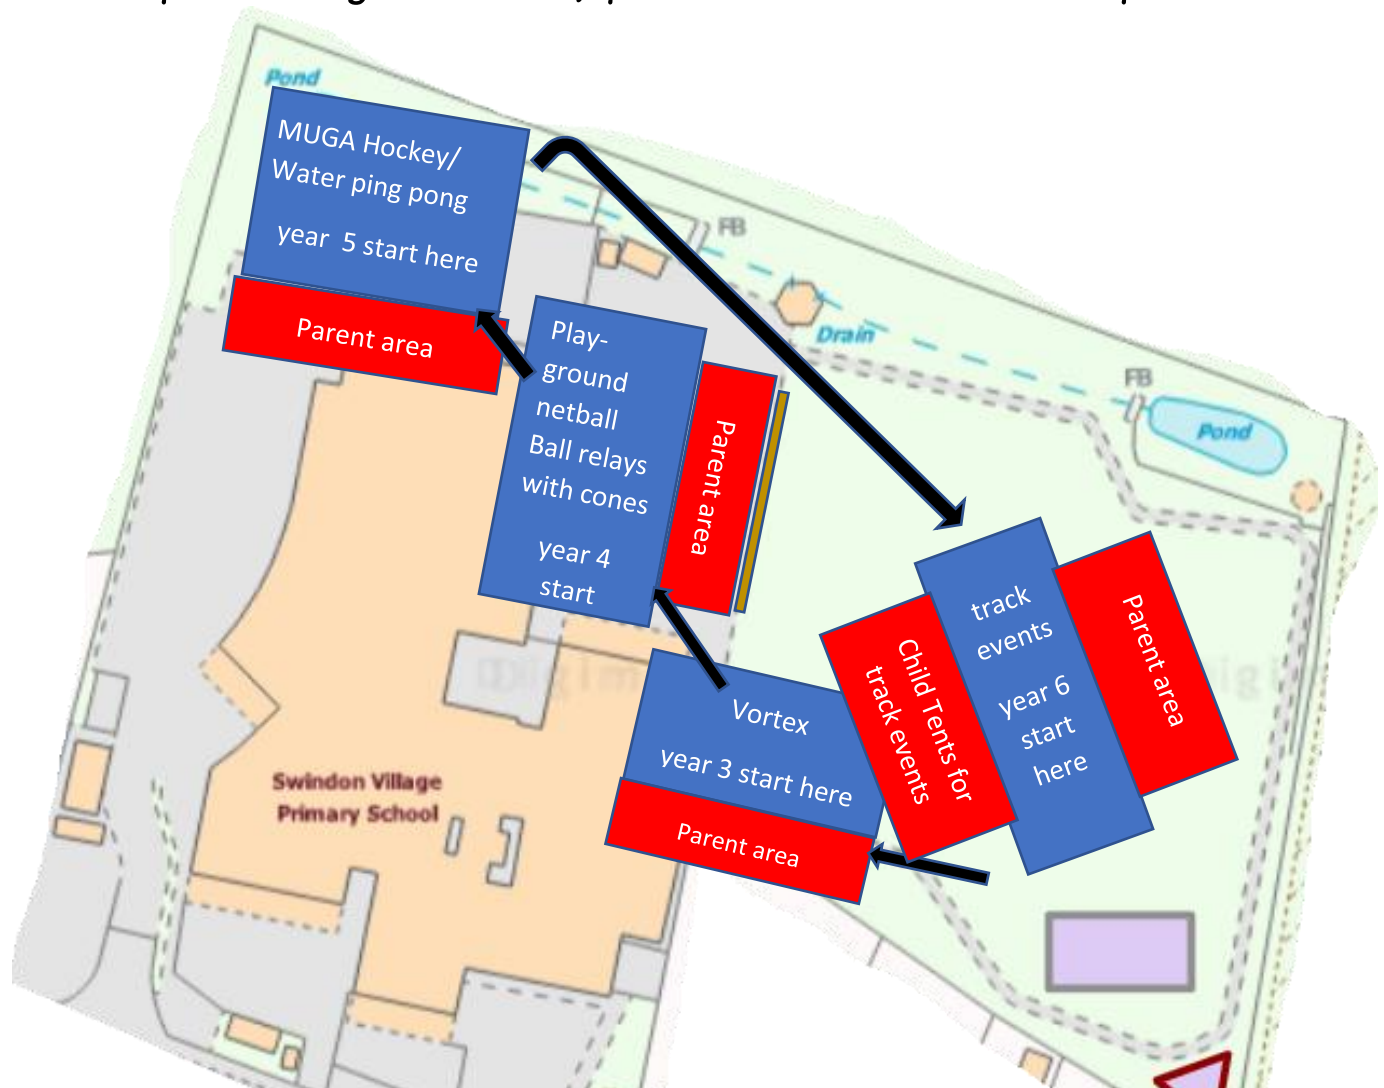 Pond
MUGA Hockey/
Water ping pong
year 5 start here
Parent area
FB
Drain
FB
Pond
Play-
ground
netball
Ball relays
with cones
year 4
start
Parent area
track
events
year 6
start
here
Parent area
Child Tents for
track events
Vortex
year 3 start here
Parent area
Swindon Village
Primary School